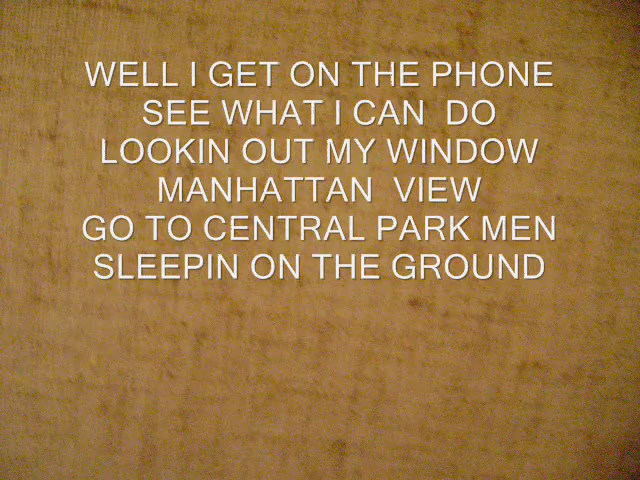 WELL I GET ON THE PHONE
SEE WHAT I CAN  DO
LOOKIN OUT MY WINDOW
MANHATTAN  VIEW
GO TO CENTRAL PARK MEN
SLEEPIN ON THE GROUND